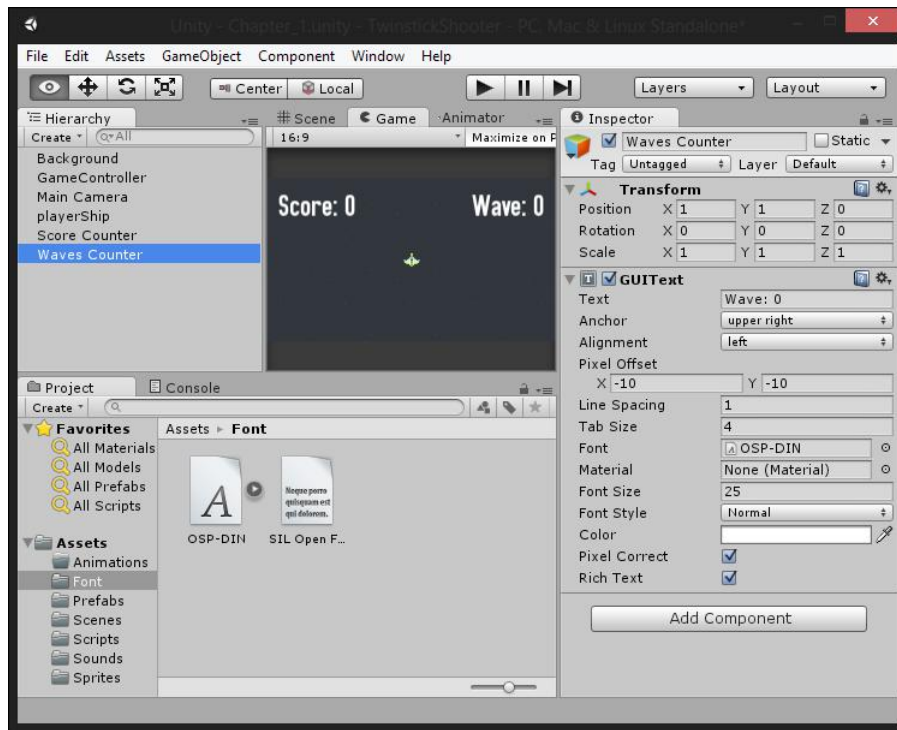 Unity - Chapter_1.unity - TwinstickShooter - PC, Mac & Linux Standalone*
File Edit Assets GameObject Component Window Help
Center Local Layers Layout
Hierarchy
Create All
Background
GameController
Main Camera
playerShip
Score Counter
Waves Counter
Scene Game Animator
16:9 Maximize on P
Score: 0 Wave: 0
Inspector
Waves Counter Static
Tag Untagged Layer Default
Transform
Position X 1 Y 1 Z 0
Rotation X 0 Y 0 Z 0
Scale X 1 Y 1 Z 1
GUIText
Text Wave: 0
Anchor upper right
Alignment left
Pixel Offset
X -10 Y -10
Line Spacing 1
Tab Size 4
Font OSP-DIN
Material None (Material)
Font Size 25
Font Style Normal
Color
Pixel Correct
Rich Text
Add Component
Project Console
Create
Favorites
All Materials
All Models
All Prefabs
All Scripts
Assets
Animations
Font
Prefabs
Scenes
Scripts
Sounds
Sprites
Assets Font
A
Neque porro
quisquam est
qui dolorem.
OSP-DIN SIL Open F...